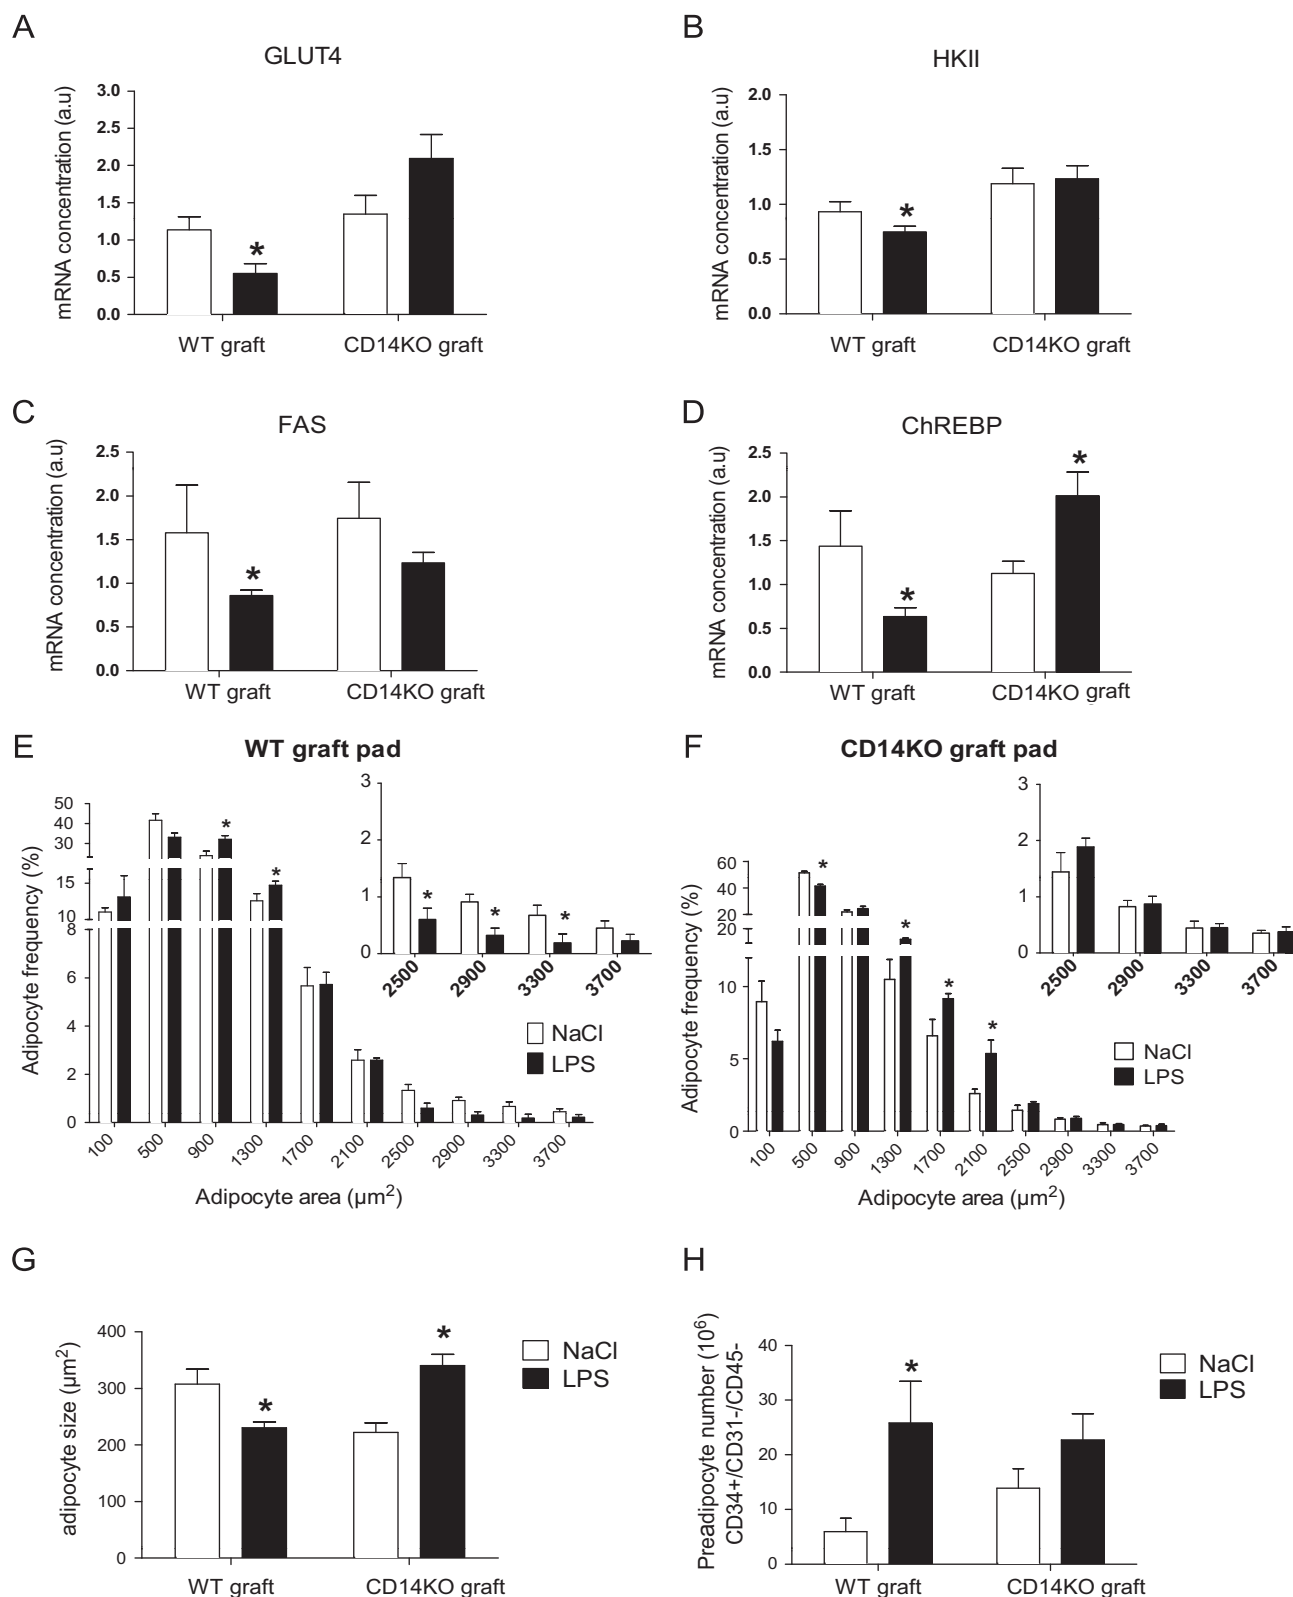 A
GLUT4
mRNA concentration (a.u)
3.0
2.5
2.0
1.5
1.0
0.5
0.0
*
WT graft
CD14KO graft
B
HKII
mRNA concentration (a.u)
2.0
1.5
1.0
0.5
0.0
*
WT graft
CD14KO graft
C
FAS
mRNA concentration (a.u)
2.5
2.0
1.5
1.0
0.5
0.0
*
WT graft
CD14KO graft
D
ChREBP
mRNA concentration (a.u)
2.5
2.0
1.5
1.0
0.5
0.0
*
*
WT graft
CD14KO graft
E
WT graft pad
Adipocyte frequency (%)
50
40
30
15
10
8
6
4
2
0
*
*
100
500
900
1300
1700
2100
2500
2900
3300
3700
Adipocyte area (µm²)
3
2
1
0
*
*
*
2500
2900
3300
3700
NaCl
LPS
F
CD14KO graft pad
Adipocyte frequency (%)
60
40
20
20
10
5
0
*
*
*
*
100
500
900
1300
1700
2100
2500
2900
3300
3700
Adipocyte area (µm²)
3
2
1
0
2500
2900
3300
3700
NaCl
LPS
G
adipocyte size (µm²)
400
300
200
100
0
*
*
WT graft
CD14KO graft
NaCl
LPS
H
Preadipocyte number (10⁶)
CD34+/CD31-/CD45-
40
30
20
10
0
*
WT graft
CD14KO graft
NaCl
LPS